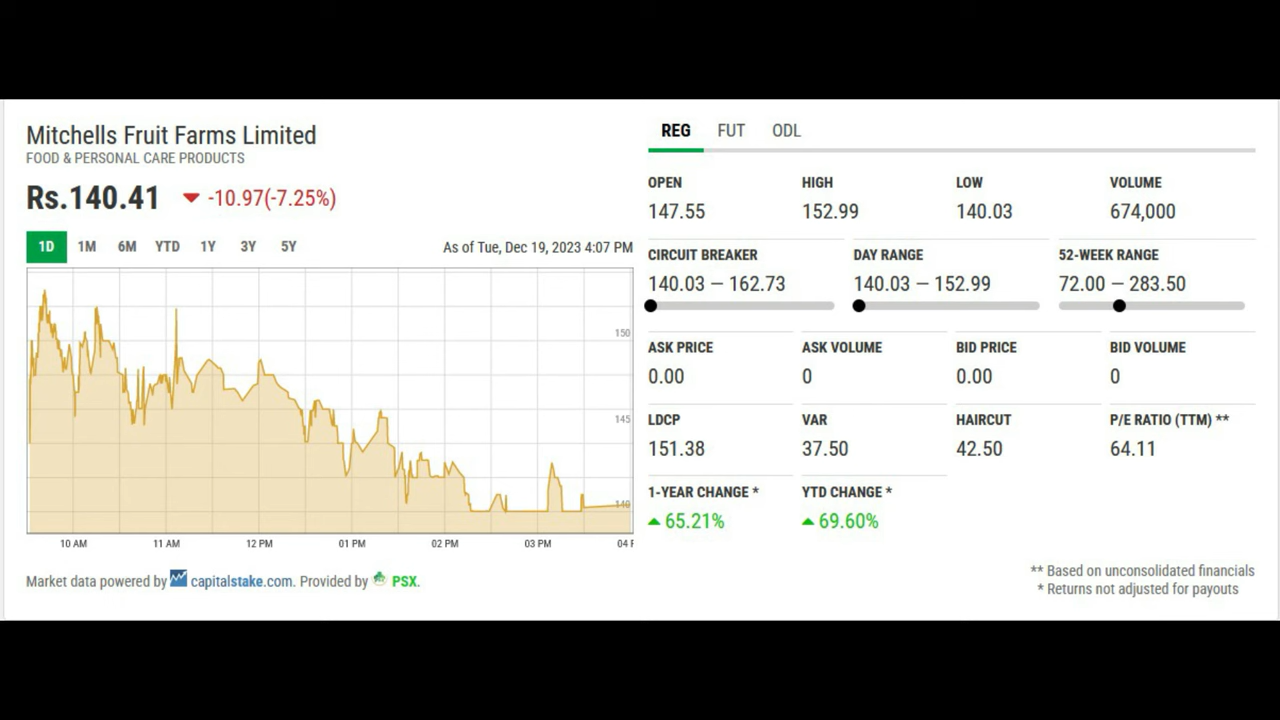 Mitchells Fruit Farms Limited
FOOD & PERSONAL CARE PRODUCTS
Rs.140.41 -10.97(-7.25%)
1D 1M 6M YTD 1Y 3Y 5Y
As of Tue, Dec 19, 2023 4:07 PM
150
145
140
10 AM 11 AM 12 PM 01 PM 02 PM 03 PM 04 P
Market data powered by capitalstake.com. Provided by PSX.
REG FUT ODL
OPEN HIGH LOW VOLUME
147.55 152.99 140.03 674,000
CIRCUIT BREAKER DAY RANGE 52-WEEK RANGE
140.03 — 162.73 140.03 — 152.99 72.00 — 283.50
ASK PRICE ASK VOLUME BID PRICE BID VOLUME
0.00 0 0.00 0
LDCP VAR HAIRCUT P/E RATIO (TTM) **
151.38 37.50 42.50 64.11
1-YEAR CHANGE * YTD CHANGE *
65.21% 69.60%
** Based on unconsolidated financials
* Returns not adjusted for payouts